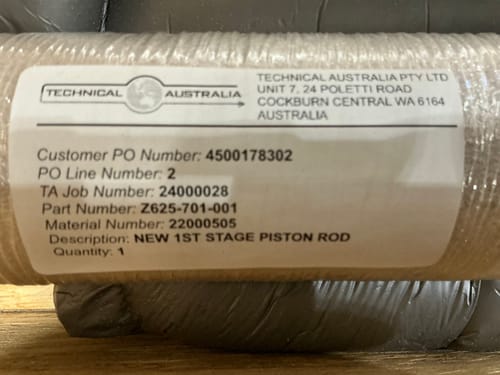 TECHNICAL AUSTRALIA
TECHNICAL AUSTRALIA PTY LTD
UNIT 7, 24 POLETTI ROAD
COCKBURN CENTRAL WA 6164
AUSTRALIA
Customer PO Number: 4500178302
PO Line Number: 2
TA Job Number: 24000028
Part Number: Z625-701-001
Material Number: 22000505
Description: NEW 1ST STAGE PISTON ROD
Quantity: 1